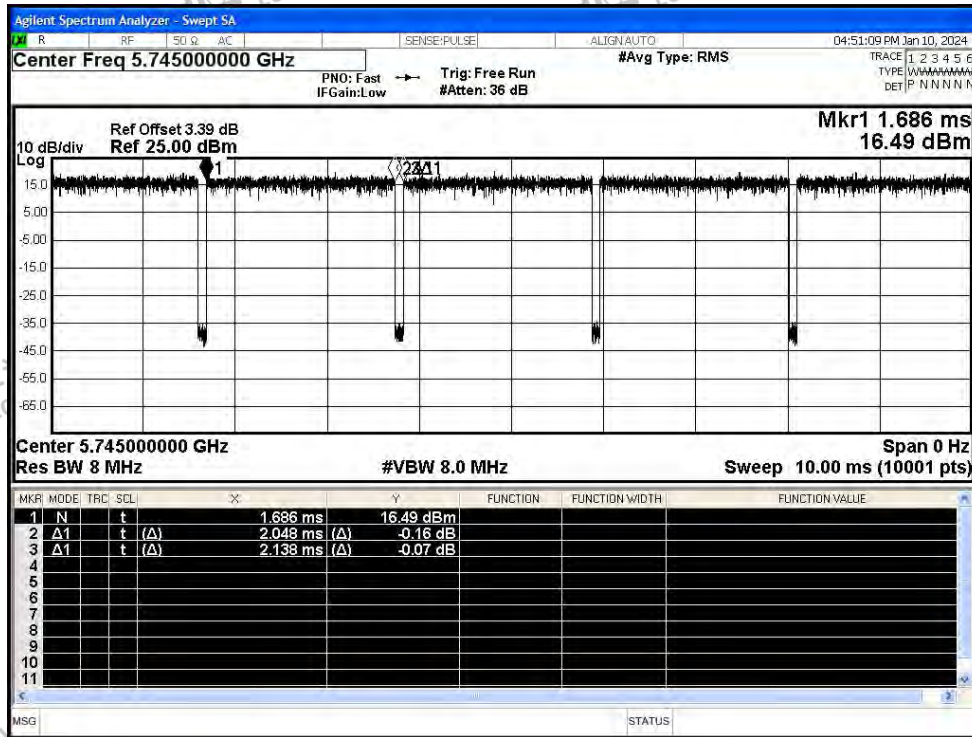 Agilent Spectrum Analyzer - Swept SA
LXI R RF 50 Ω AC SENSE:PULSE ALIGN AUTO 04:51:09 PM Jan 10, 2024
Center Freq 5.745000000 GHz #Avg Type: RMS TRACE 1 2 3 4 5 6
PNO: Fast Trig: Free Run TYPE
IFGain:Low #Atten: 36 dB DET P N N N N N
Mkr1 1.686 ms
Ref Offset 3.39 dB
10 dB/div Ref 25.00 dBm 16.49 dBm
Log
1
15.0
5.00
-5.00
-15.0
-25.0
-35.0
-45.0
-55.0
-65.0
Center 5.745000000 GHz Span 0 Hz
Res BW 8 MHz #VBW 8.0 MHz Sweep 10.00 ms (10001 pts)
MKR MODE TRC SCL X Y FUNCTION FUNCTION WIDTH FUNCTION VALUE
1 N t 1.686 ms 16.49 dBm
2 Δ1 t (Δ) 2.048 ms (Δ) -0.16 dB
3 Δ1 t (Δ) 2.138 ms (Δ) -0.07 dB
4
5
6
7
8
9
10
11
MSG STATUS